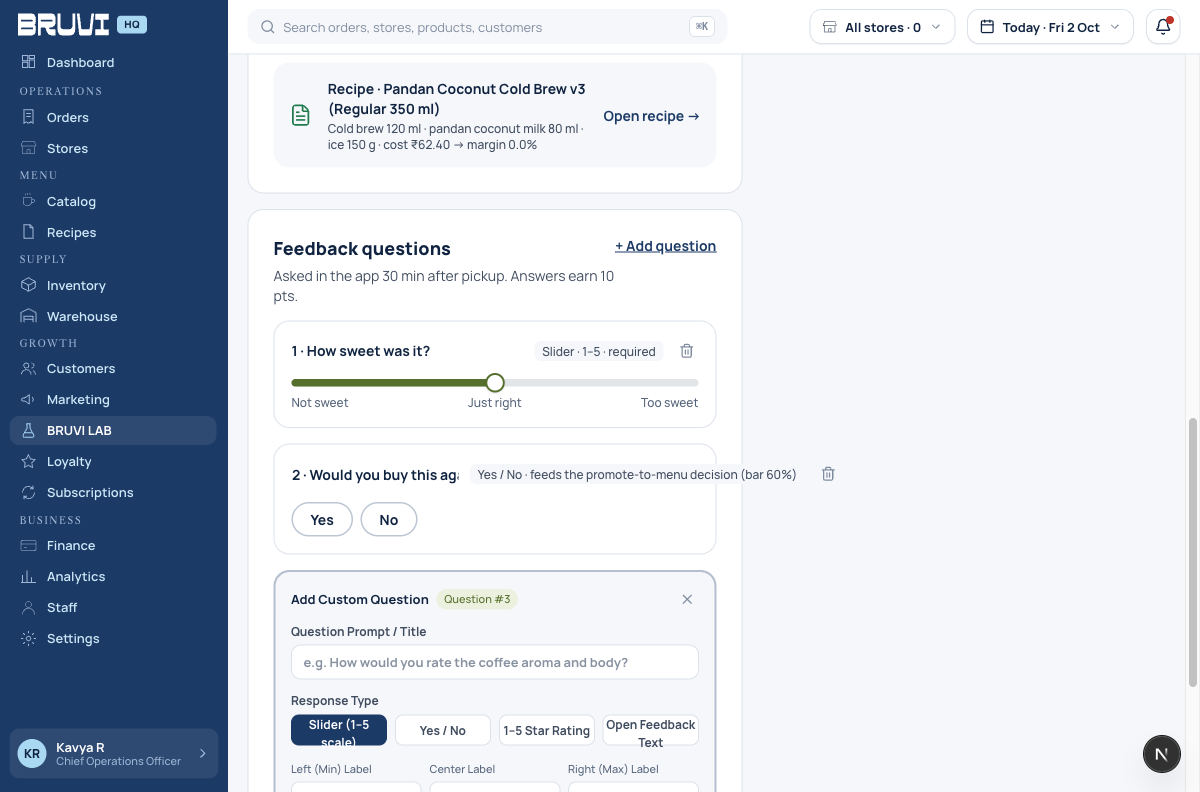 BRUVI HQ
Search orders, stores, products, customers
⌘K
All stores · 0
Today · Fri 2 Oct
Dashboard
OPERATIONS
Orders
Stores
MENU
Catalog
Recipes
SUPPLY
Inventory
Warehouse
GROWTH
Customers
Marketing
BRUVI LAB
Loyalty
Subscriptions
BUSINESS
Finance
Analytics
Staff
Settings
KR
Kavya R
Chief Operations Officer
Recipe · Pandan Coconut Cold Brew v3
(Regular 350 ml)
Cold brew 120 ml · pandan coconut milk 80 ml ·
ice 150 g · cost ₹62.40 → margin 0.0%
Open recipe →
Feedback questions
+ Add question
Asked in the app 30 min after pickup. Answers earn 10
pts.
1 · How sweet was it?
Slider · 1–5 · required
Not sweet
Just right
Too sweet
2 · Would you buy this aga
Yes / No · feeds the promote-to-menu decision (bar 60%)
Yes
No
Add Custom Question
Question #3
Question Prompt / Title
e.g. How would you rate the coffee aroma and body?
Response Type
Slider (1–5
scale)
Yes / No
1–5 Star Rating
Open Feedback
Text
Left (Min) Label
Center Label
Right (Max) Label
N